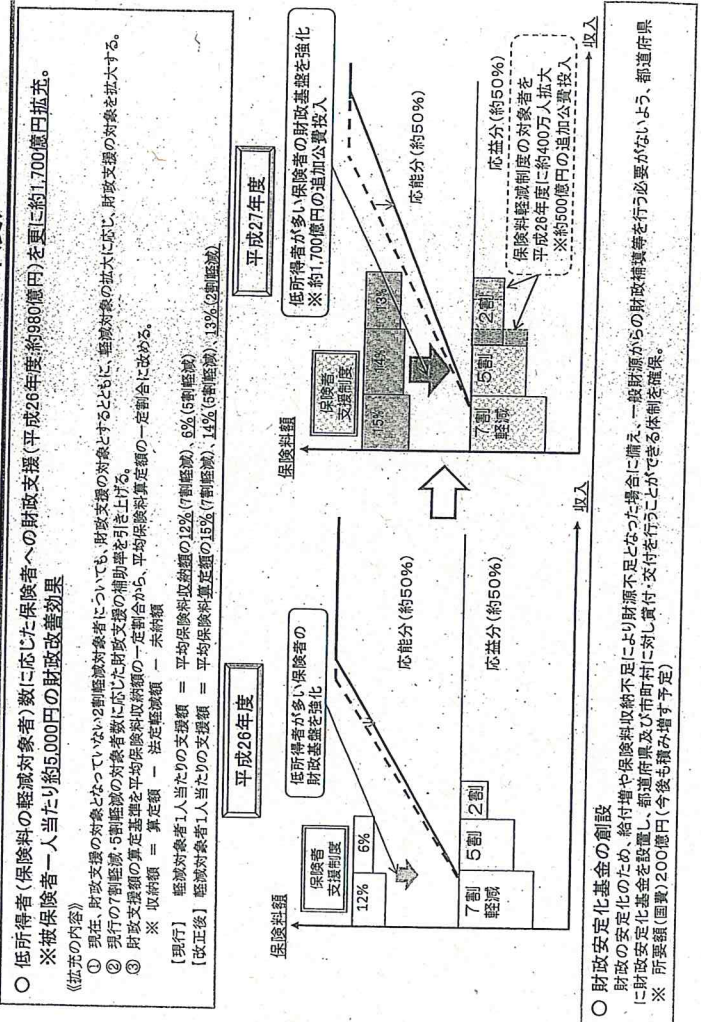 ○ 低所得者(保険料の軽減対象者)数に応じた保険者への財政支援(平成26年度:約980億円)を更に約1,700億円拡充。
※被保険者一人当たり約5,000円の財政改善効果
《拡充の内容》
① 現在、財政支援の対象となっていない2割軽減対象者についても、財政支援の対象とするとともに、軽減対象の拡大に応じ、財政支援の対象を拡大する。
② 現行の7割軽減・5割軽減の対象者数に応じた財政支援の補助率を引き上げる。
③ 財政支援額の算定基準を平均保険料収納額の一定割合から、平均保険料算定額の一定割合に改める。
※ 収納額 = 算定額 - 法定軽減額 - 未納額
【現行】 軽減対象者1人当たりの支援額 = 平均保険料収納額の12%(7割軽減)、6%(5割軽減)
【改正後】 軽減対象者1人当たりの支援額 = 平均保険料算定額の15%(7割軽減)、14%(5割軽減)、13%(2割軽減)
平成26年度
保険料額
保険者
支援制度
12%
6%
低所得者が多い保険者の
財政基盤を強化
応能分(約50%)
応益分(約50%)
7割
軽減
5割
2割
収入
平成27年度
保険料額
保険者
支援制度
15%
14%
13%
低所得者が多い保険者の財政基盤を強化
※ 約1,700億円の追加公費投入
応能分(約50%)
応益分(約50%)
7割
軽減
5割
2割
保険料軽減制度の対象者を
平成26年度に約400万人拡大
※約500億円の追加公費投入
収入
○ 財政安定化基金の創設
財政の安定化のため、給付増や保険料収納不足により財源不足となった場合に備え、一般財源からの財政補填等を行う必要がないよう、都道府県
に財政安定化基金を設置し、都道府県及び市町村に対し貸付・交付を行うことができる体制を確保。
※ 所要額(国費)200億円(今後も積み増す予定)